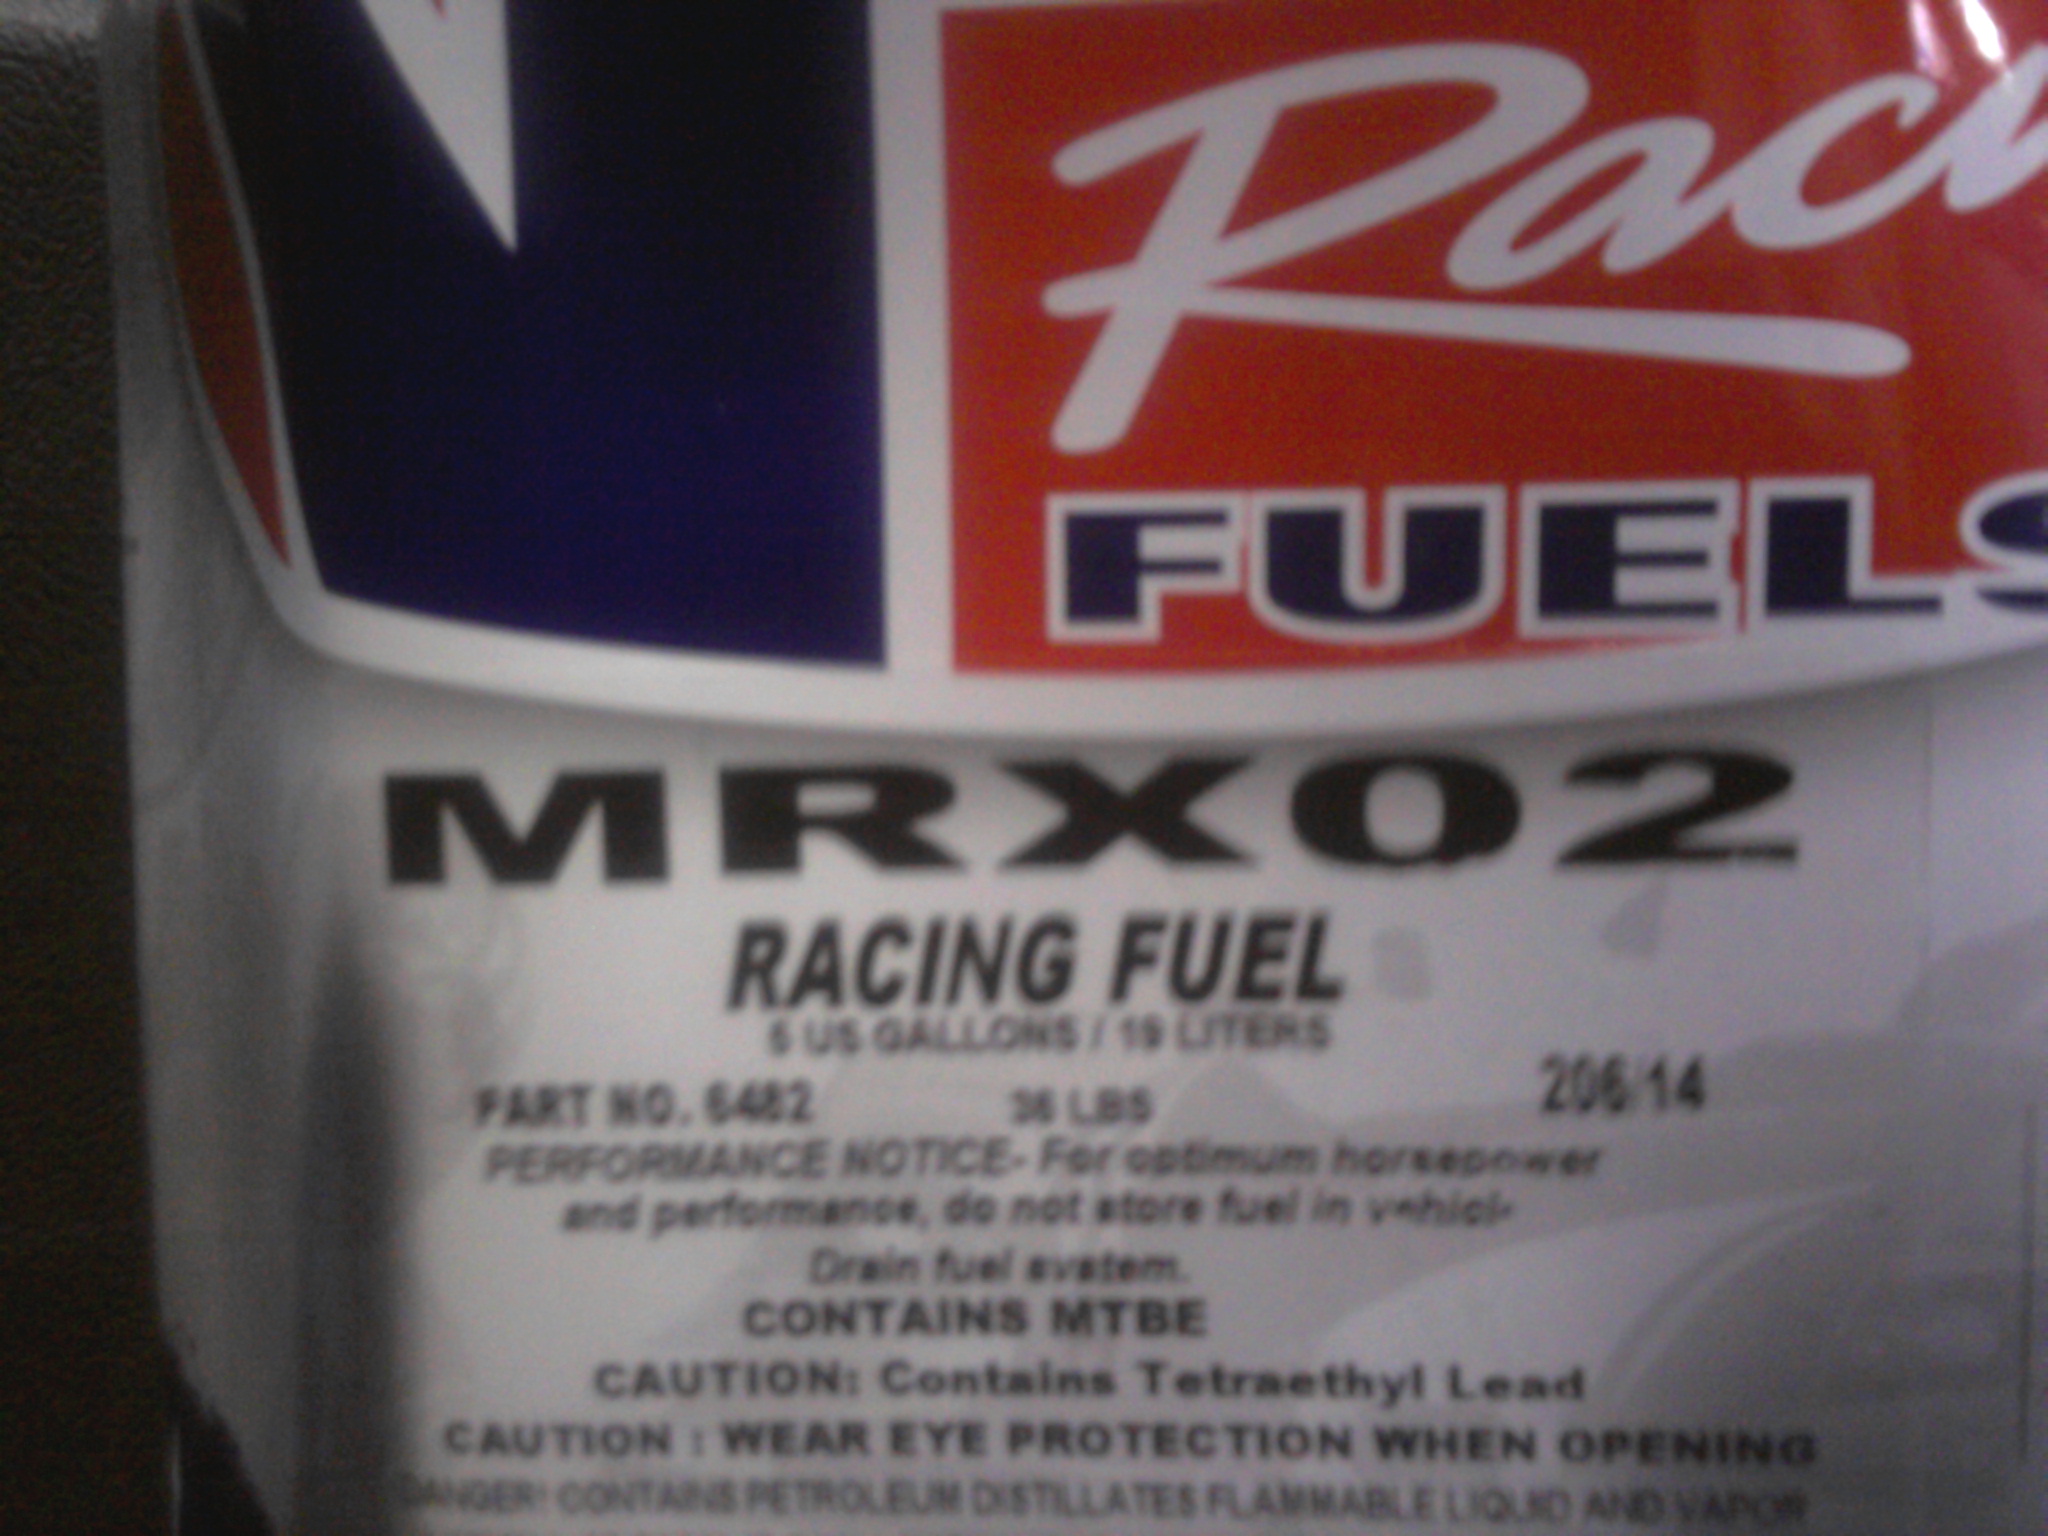 Racin
FUELS
MRX02
RACING FUEL
5 US GALLONS / 19 LITERS
PART NO. 6482 36 LBS 206/14
PERFORMANCE NOTICE- For optimum horsepower
and performance, do not store fuel in vehicle
Drain fuel system.
CONTAINS MTBE
CAUTION: Contains Tetraethyl Lead
CAUTION : WEAR EYE PROTECTION WHEN OPENING
DANGER! CONTAINS PETROLEUM DISTILLATES FLAMMABLE LIQUID AND VAPOR